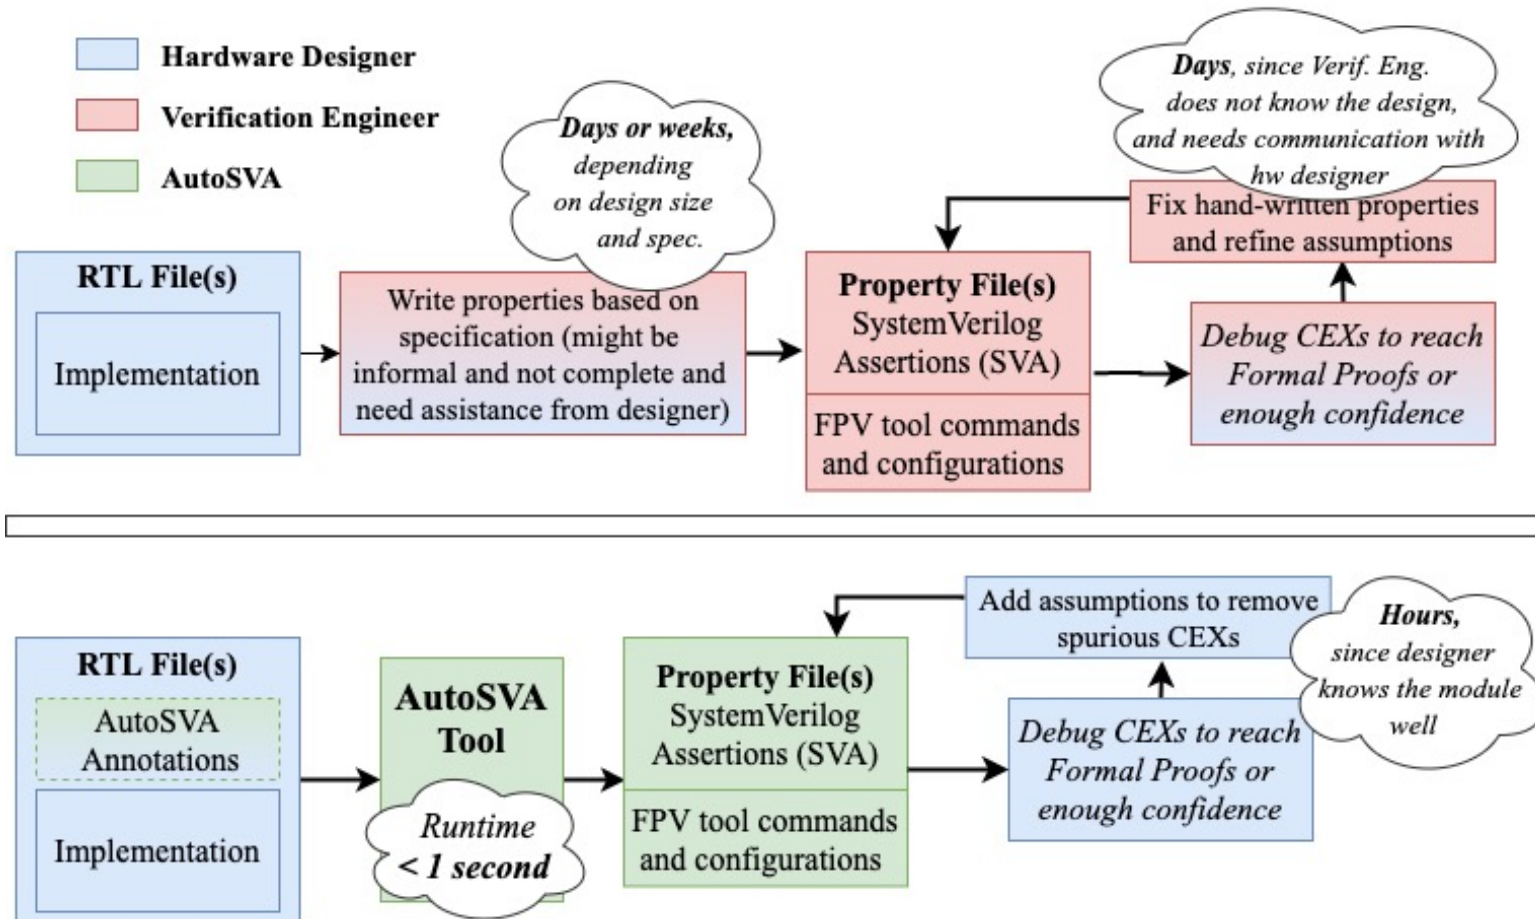 Hardware Designer
Verification Engineer
AutoSVA
Days or weeks,
depending
on design size
and spec.
Days, since Verif. Eng.
does not know the design,
and needs communication with
hw designer
RTL File(s)
Implementation
Write properties based on
specification (might be
informal and not complete and
need assistance from designer)
Property File(s)
SystemVerilog
Assertions (SVA)
FPV tool commands
and configurations
Fix hand-written properties
and refine assumptions
Debug CEXs to reach
Formal Proofs or
enough confidence
RTL File(s)
AutoSVA
Annotations
Implementation
AutoSVA
Tool
Runtime
< 1 second
Property File(s)
SystemVerilog
Assertions (SVA)
FPV tool commands
and configurations
Add assumptions to remove
spurious CEXs
Hours,
since designer
knows the module
well
Debug CEXs to reach
Formal Proofs or
enough confidence